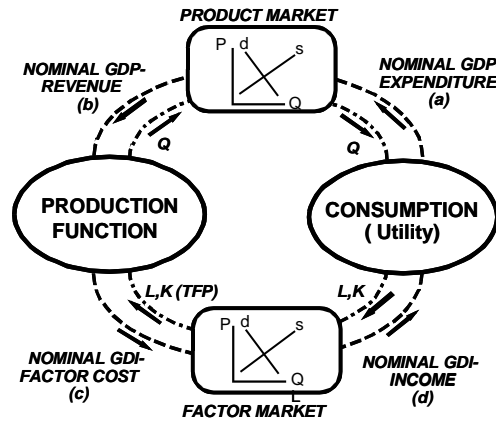 PRODUCT MARKET
P d s
Q
NOMINAL GDP-
REVENUE
(b)
NOMINAL GDP
EXPENDITURE
(a)
Q
Q
PRODUCTION
FUNCTION
CONSUMPTION
( Utility)
L,K (TFP)
L,K
P d s
Q
L
NOMINAL GDI-
FACTOR COST
(c)
NOMINAL GDI-
INCOME
(d)
FACTOR MARKET